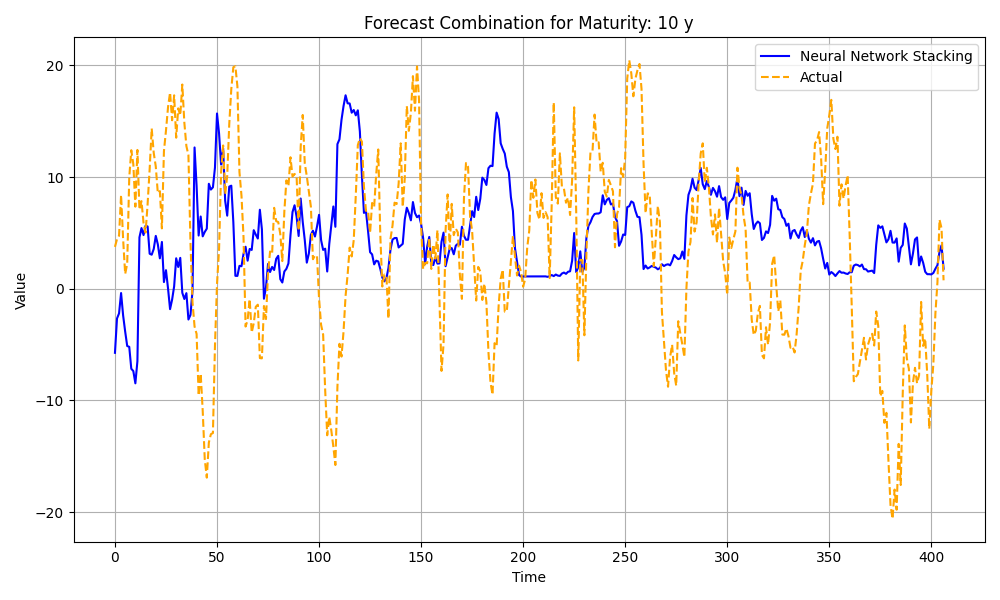 Forecast Combination for Maturity: 10 y
Neural Network Stacking
Actual
Value
20
10
0
−10
−20
0 50 100 150 200 250 300 350 400
Time